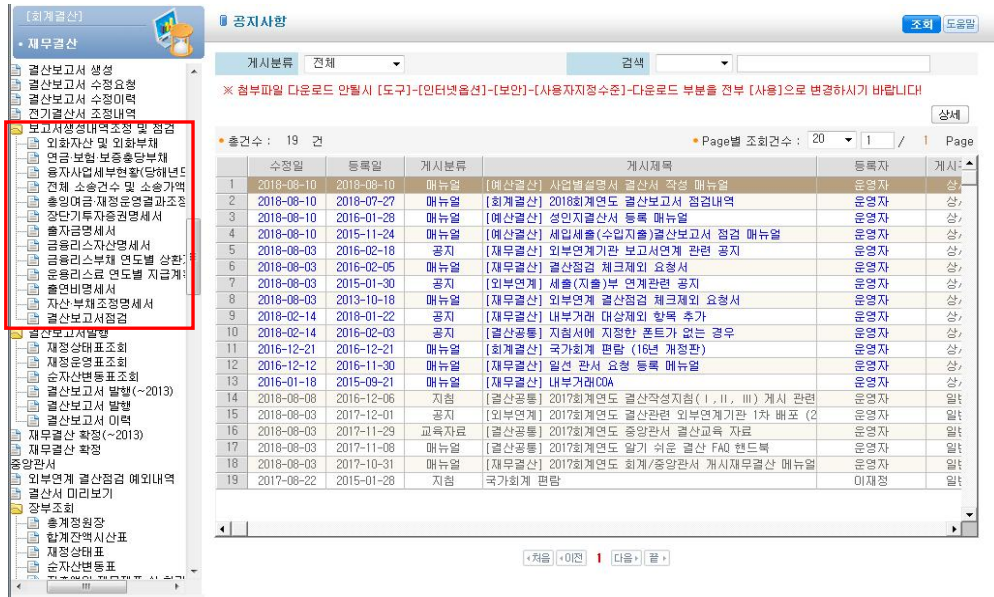 [회계결산]
• 재무결산
결산보고서 생성
결산보고서 수정요청
결산보고서 수정이력
전기결산서 조정내역
보고서생성내역조정 및 점검
외화자산 및 외화부채
연금·보험·보증충당부채
융자사업세부현황(당해년도
전체 소송건수 및 소송가액
총잉여금·재정운영결과조정
장단기투자증권명세서
출자금명세서
금융리스자산명세서
금융리스부채 연도별 상환
운용리스료 연도별 지급계획
출연비명세서
자산·부채조정명세서
결산보고서점검
결산보고서발행
재정상태표조회
재정운영표조회
순자산변동표조회
결산보고서 발행(~2013)
결산보고서 발행
결산보고서 이력
재무결산 확정(~2013)
재무결산 확정
중앙관서
외부연계 결산점검 예외내역
결산서 미리보기
장부조회
총계정원장
합계잔액시산표
재정상태표
순자산변동표
공지사항
조회 도움말
게시분류 전체 검색
※ 첨부파일 다운로드 안될시 [도구]-[인터넷옵션]-[보안]-[사용자지정수준]-다운로드 부분을 전부 [사용]으로 변경하시기 바랍니다!
상세
• 총건수 : 19 건 • Page별 조회건수 : 20 1 / 1 Page
수정일 등록일 게시분류 게시제목 등록자 게시구
1 2018-08-10 2018-08-10 매뉴얼 [예산결산] 사업별설명서 결산서 작성 매뉴얼 운영자 상
2 2018-08-10 2018-07-27 매뉴얼 [회계결산] 2018회계연도 결산보고서 점검내역 운영자 상
3 2018-08-10 2016-01-28 매뉴얼 [예산결산] 성인지결산서 등록 매뉴얼 운영자 상
4 2018-08-10 2015-11-24 매뉴얼 [예산결산] 세입세출(수입지출)결산보고서 점검 매뉴얼 운영자 상
5 2018-08-03 2016-02-18 공지 [재무결산] 외부연계기관 보고서연계 관련 공지 운영자 상
6 2018-08-03 2016-02-05 매뉴얼 [재무결산] 결산점검 체크제외 요청서 운영자 상
7 2018-08-03 2015-01-30 공지 [외부연계] 세출(지출)부 연계관련 공지 운영자 상
8 2018-08-03 2013-10-18 매뉴얼 [재무결산] 외부연계 결산점검 체크제외 요청서 운영자 상
9 2018-02-14 2018-01-22 공지 [재무결산] 내부거래 대상제외 항목 추가 운영자 상
10 2018-02-14 2016-02-03 공지 [결산공통] 지침서에 지정한 폰트가 없는 경우 운영자 상
11 2016-12-21 2016-12-21 매뉴얼 [회계결산] 국가회계 편람 (16년 개정판) 운영자 상
12 2016-12-12 2016-11-30 매뉴얼 [재무결산] 일선 관서 요청 등록 메뉴얼 운영자 상
13 2016-01-18 2015-09-21 매뉴얼 [재무결산] 내부거래COA 운영자 상
14 2018-08-08 2016-12-06 지침 [결산공통] 2017회계연도 결산작성지침(Ⅰ,Ⅱ, Ⅲ) 게시 관련 운영자 일반
15 2018-08-03 2017-12-01 공지 [외부연계] 2017회계연도 결산관련 외부연계기관 1차 배포 (2 운영자 일반
16 2018-08-03 2017-11-29 교육자료 [결산공통] 2017회계연도 중앙관서 결산교육 자료 운영자 일반
17 2018-08-03 2017-11-08 매뉴얼 [결산공통] 2017회계연도 알기 쉬운 결산 FAQ 핸드북 운영자 일반
18 2018-08-03 2017-10-31 매뉴얼 [재무결산] 2017회계연도 회계/중앙관서 개시재무결산 메뉴얼 운영자 일반
19 2017-08-22 2015-01-28 지침 국가회계 편람 이재정 일반
처음 이전 1 다음 끝